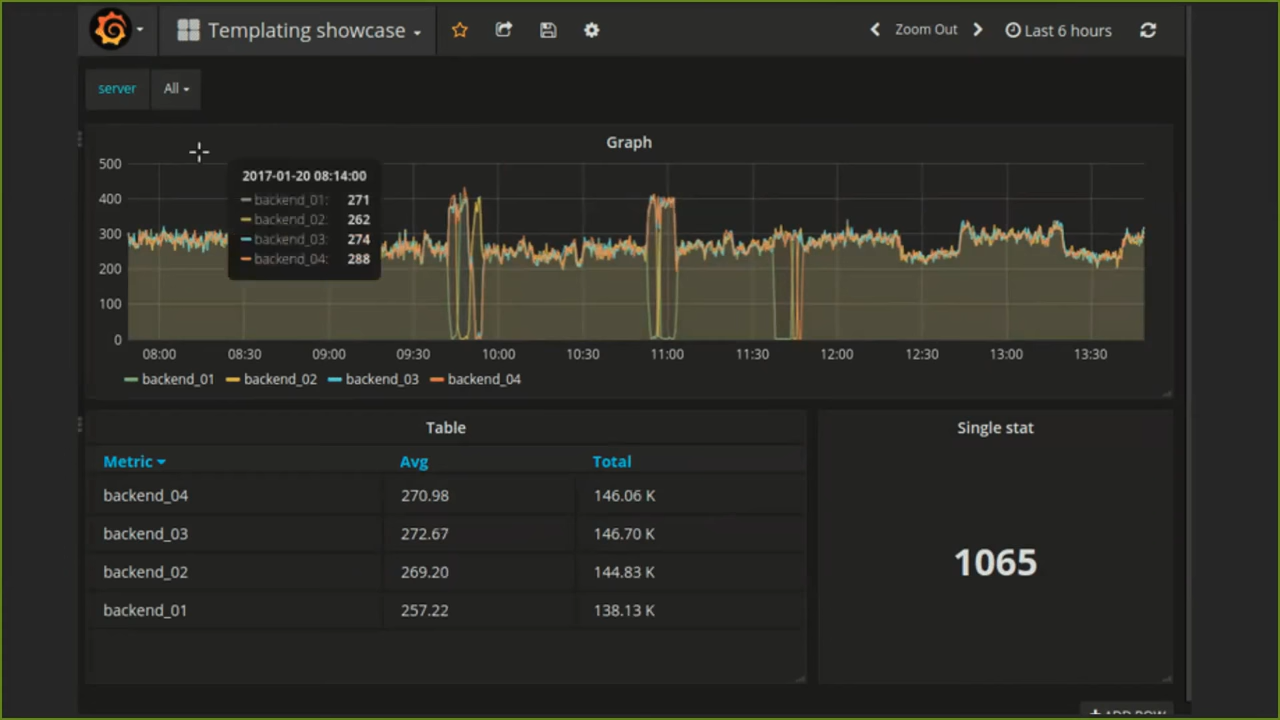 Templating showcase
Zoom Out
Last 6 hours
server
All
Graph
500
400
300
200
100
0
2017-01-20 08:14:00
backend_01: 271
backend_02: 262
backend_03: 274
backend_04: 288
08:00 08:30 09:00 09:30 10:00 10:30 11:00 11:30 12:00 12:30 13:00 13:30
backend_01 backend_02 backend_03 backend_04
Table
Metric Avg Total
backend_04 270.98 146.06 K
backend_03 272.67 146.70 K
backend_02 269.20 144.83 K
backend_01 257.22 138.13 K
Single stat
1065
+ ADD ROW